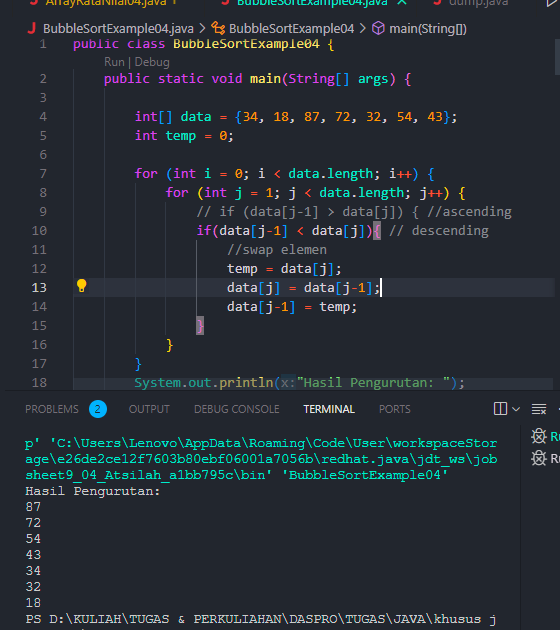 ArrayRataNilai04.java BubbleSortExample04.java dump.java
BubbleSortExample04.java > BubbleSortExample04 > main(String[])
1 public class BubbleSortExample04 {
Run | Debug
2 public static void main(String[] args) {
3
4 int[] data = {34, 18, 87, 72, 32, 54, 43};
5 int temp = 0;
6
7 for (int i = 0; i < data.length; i++) {
8 for (int j = 1; j < data.length; j++) {
9 // if (data[j-1] > data[j]) { //ascending
10 if(data[j-1] < data[j]){ // descending
11 //swap elemen
12 temp = data[j];
13 data[j] = data[j-1];
14 data[j-1] = temp;
15 }
16 }
17 }
18 System.out.println(x:"Hasil Pengurutan: ");
PROBLEMS 2 OUTPUT DEBUG CONSOLE TERMINAL PORTS
p' 'C:\Users\Lenovo\AppData\Roaming\Code\User\workspaceStor
age\e26de2ce12f7603b80ebf06001a7056b\redhat.java\jdt_ws\job
sheet9_04_Atsilah_a1bb795c\bin' 'BubbleSortExample04'
Hasil Pengurutan:
87
72
54
43
34
32
18
PS D:\KULIAH\TUGAS & PERKULIAHAN\DASPRO\TUGAS\JAVA\khusus j